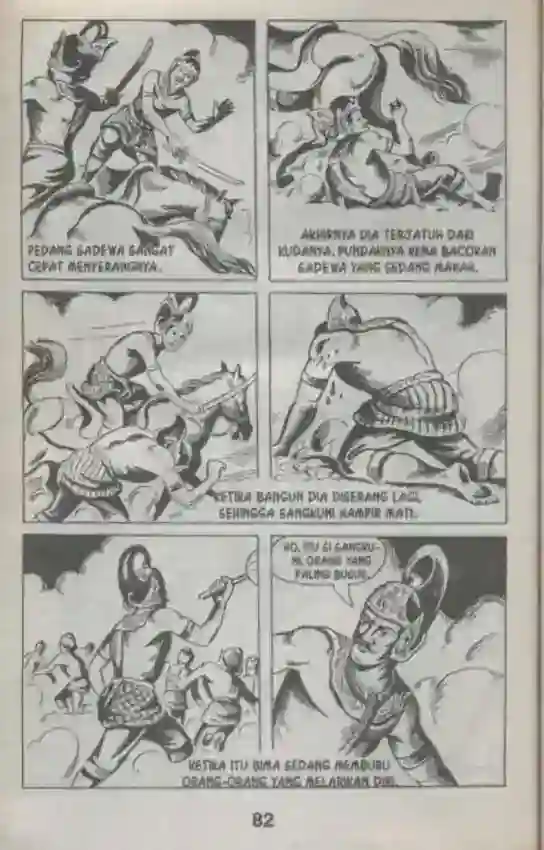 PEDANG SADEWA SANGAT
CEPAT MENYERANGNYA.
AKHIRNYA DIA TERJATUH DARI
KUDANYA. PUNDAKNYA KENA BACOKAN
SADEWA YANG SEDANG MARAH.
KETIKA BANGUN DIA DISERANG LAGI,
SEHINGGA SANGKUNI HAMPIR MATI.
HO, ITU SI SANGKU-
NI, ORANG YANG
PALING BUSUK.
KETIKA ITU BIMA SEDANG MEMBURU
ORANG-ORANG YANG MELARIKAN DIRI.
82